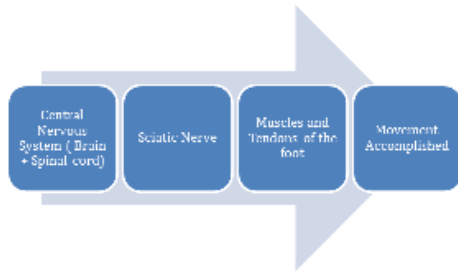 Central
Nervous
System ( Brain
+ Spinal cord)
Sciatic Nerve
Muscles and
Tendons of the
foot
Movement
Accomplished